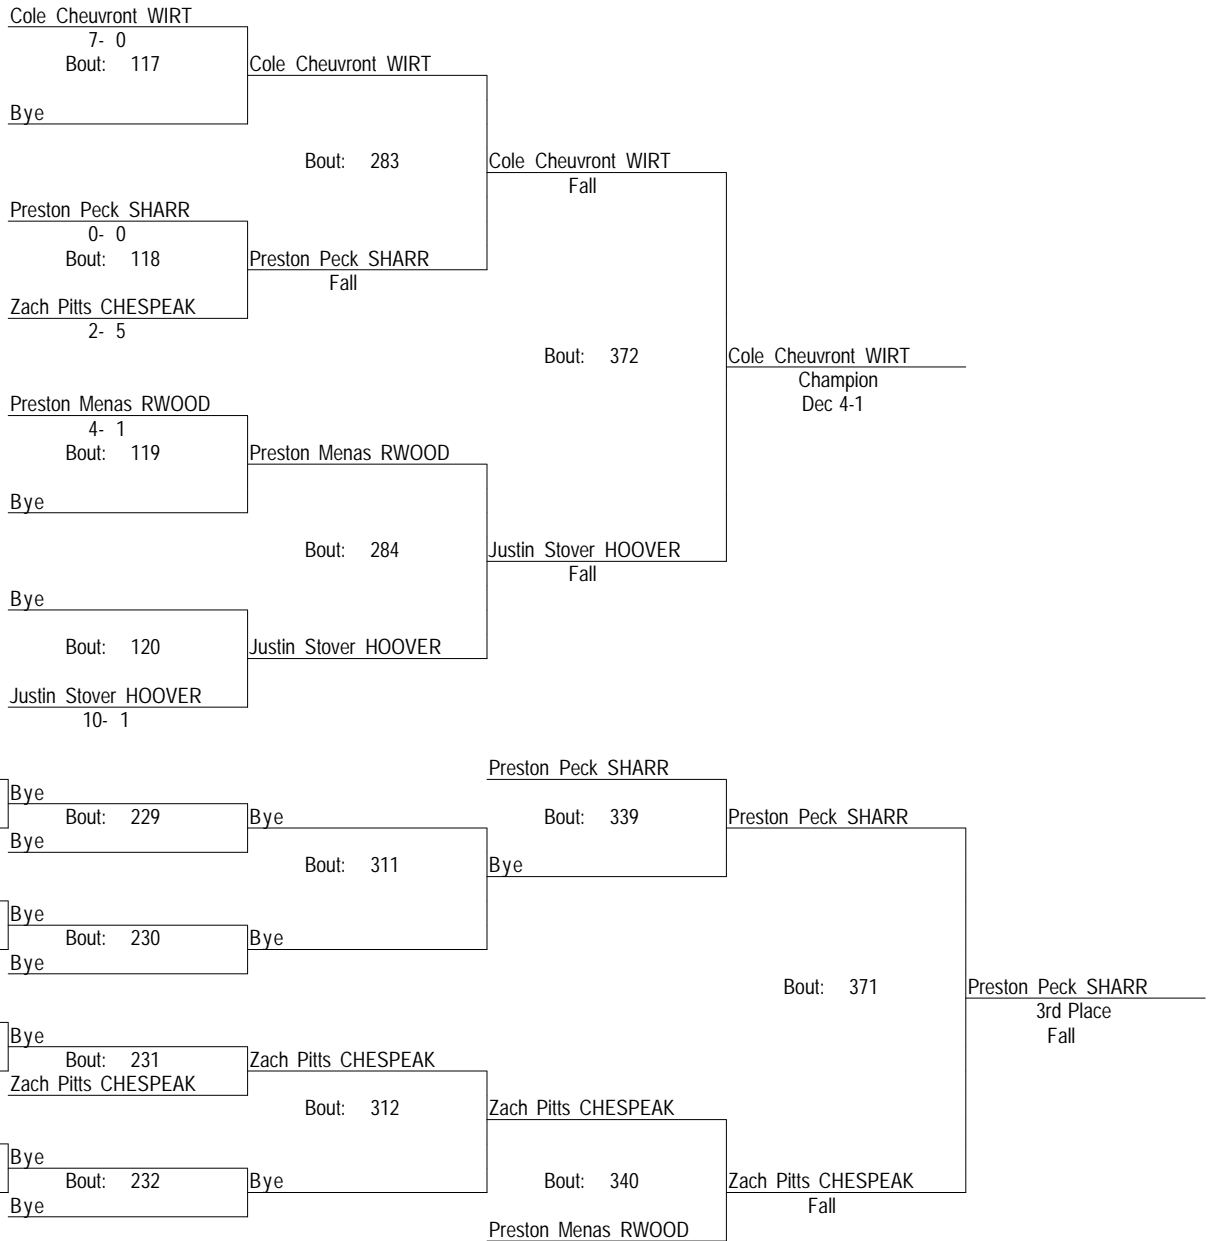 Cole Cheuvront WIRT
7- 0
Bout: 117
Cole Cheuvront WIRT
Bye
Bout: 283
Cole Cheuvront WIRT
Fall
Preston Peck SHARR
0- 0
Bout: 118
Preston Peck SHARR
Fall
Zach Pitts CHESPEAK
2- 5
Bout: 372
Cole Cheuvront WIRT
Champion
Dec 4-1
Preston Menas RWOOD
4- 1
Bout: 119
Preston Menas RWOOD
Bye
Bout: 284
Justin Stover HOOVER
Fall
Bye
Bout: 120
Justin Stover HOOVER
Justin Stover HOOVER
10- 1
Preston Peck SHARR
Bye
Bout: 229
Bye
Bout: 339
Preston Peck SHARR
Bye
Bout: 311
Bye
Bye
Bout: 230
Bye
Bye
Bout: 371
Preston Peck SHARR
3rd Place
Fall
Bye
Bout: 231
Zach Pitts CHESPEAK
Zach Pitts CHESPEAK
Bout: 312
Zach Pitts CHESPEAK
Bye
Bout: 232
Bye
Bout: 340
Zach Pitts CHESPEAK
Fall
Bye
Preston Menas RWOOD